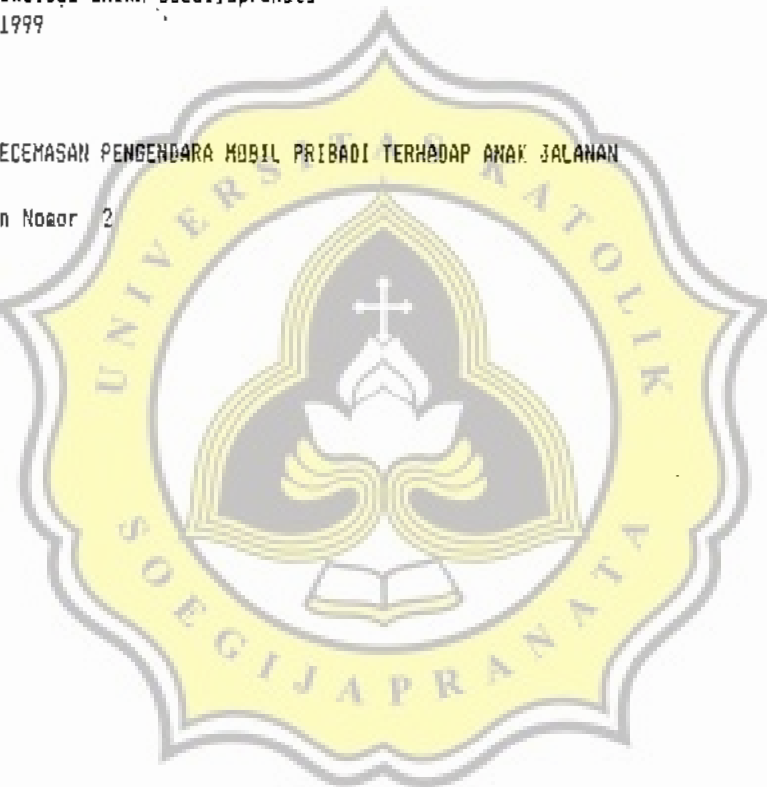 1999
ECEMASAN PENGENDARA MOBIL PRIBADI TERHADAP ANAK JALANAN
n Nomor 2
UNIVERSITAS KATOLIK
SOEGIJAPRANATA